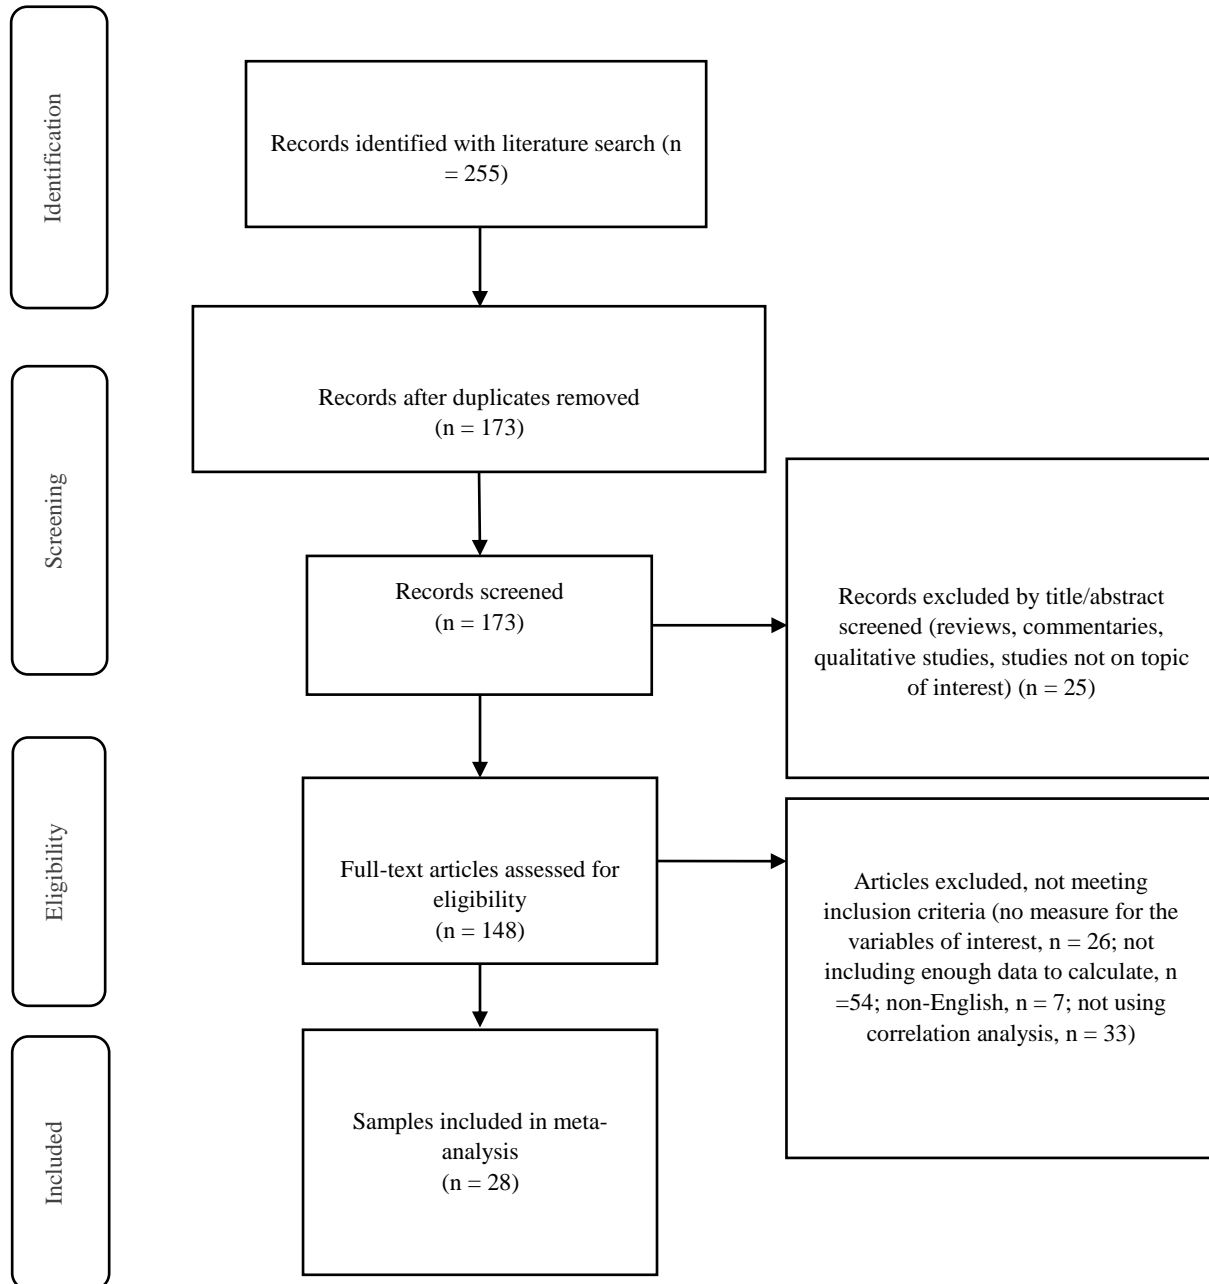 Identification
Records identified with literature search (n
= 255)
Records after duplicates removed
(n = 173)
Screening
Records screened
(n = 173)
Records excluded by title/abstract
screened (reviews, commentaries,
qualitative studies, studies not on topic
of interest) (n = 25)
Eligibility
Full-text articles assessed for
eligibility
(n = 148)
Articles excluded, not meeting
inclusion criteria (no measure for the
variables of interest, n = 26; not
including enough data to calculate, n
=54; non-English, n = 7; not using
correlation analysis, n = 33)
Included
Samples included in meta-
analysis
(n = 28)